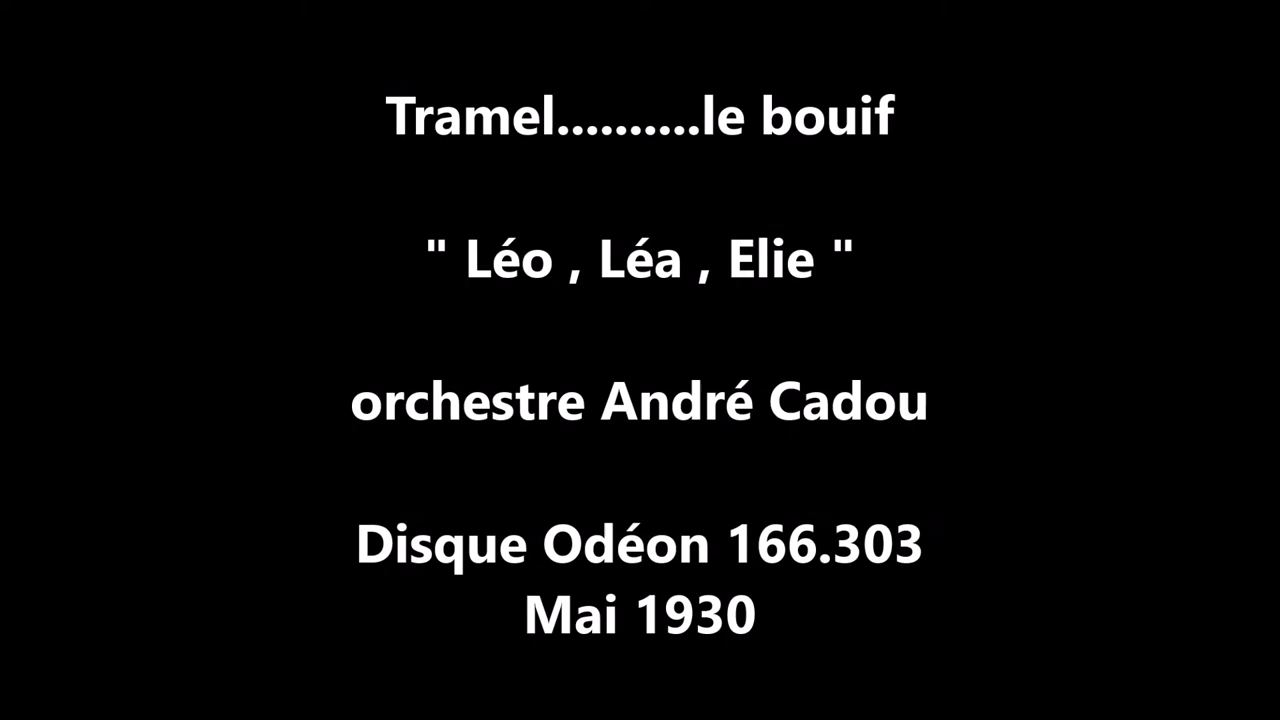 Tramel..........le bouif
" Léo , Léa , Elie "
orchestre André Cadou
Disque Odéon 166.303
Mai 1930